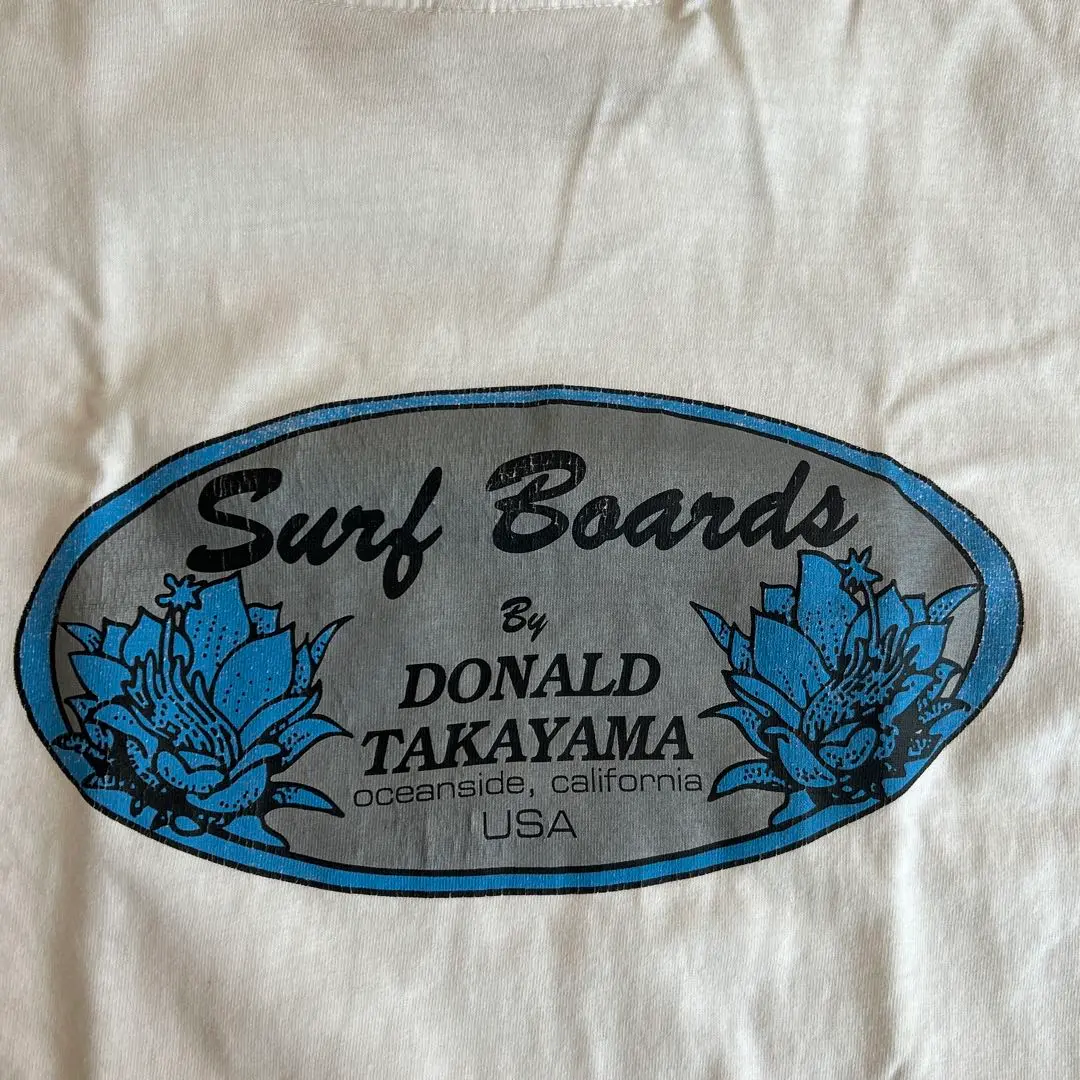 Surf Boards
By
DONALD
TAKAYAMA
oceanside, california
USA